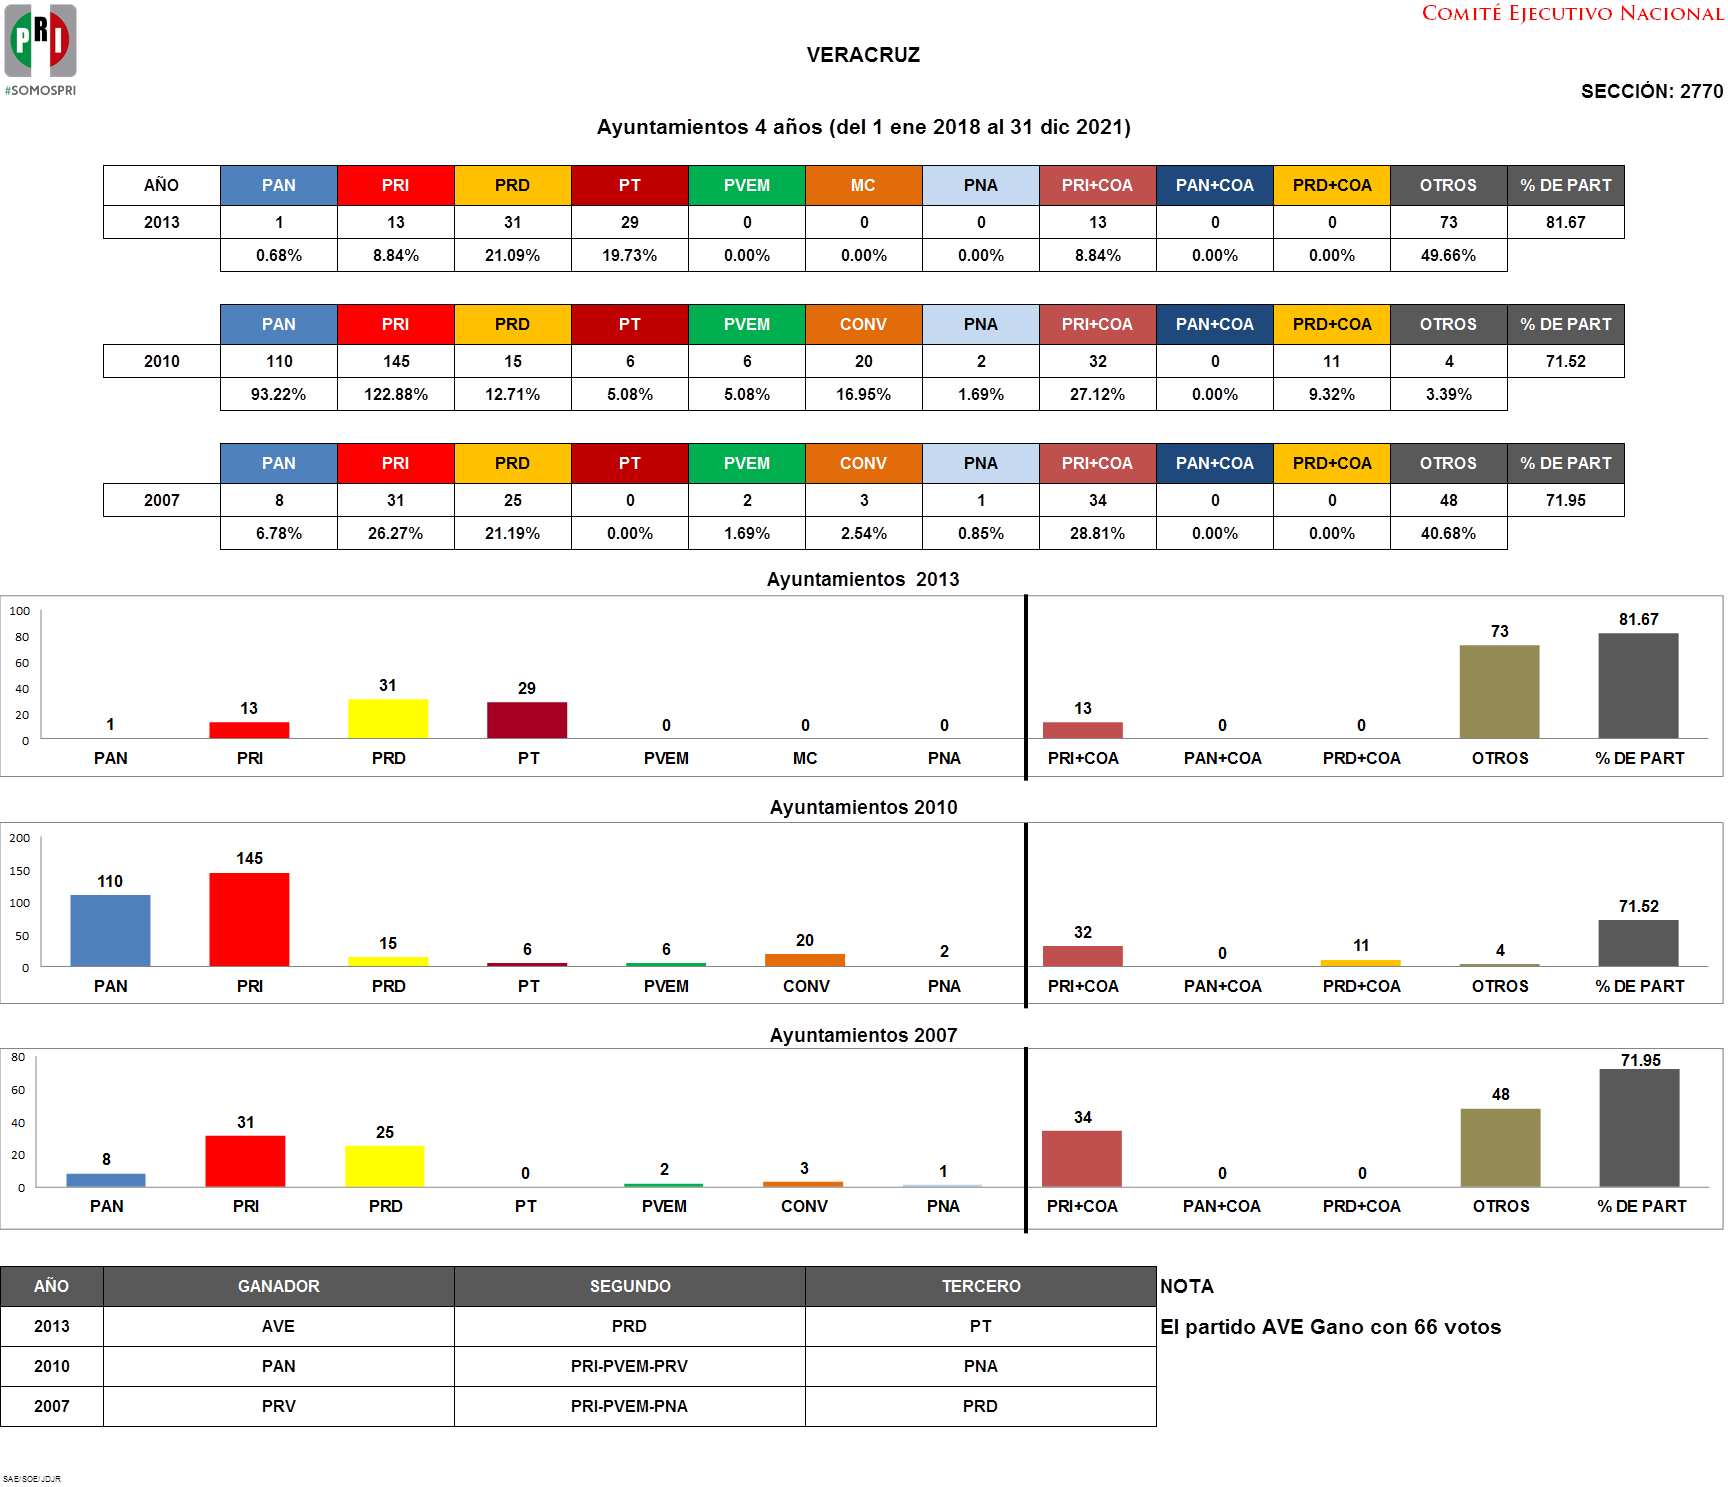 PRI
#SOMOSPRI
COMITÉ EJECUTIVO NACIONAL
VERACRUZ
SECCIÓN: 2770
Ayuntamientos 4 años (del 1 ene 2018 al 31 dic 2021)
AÑO PAN PRI PRD PT PVEM MC PNA PRI+COA PAN+COA PRD+COA OTROS % DE PART
2013 1 13 31 29 0 0 0 13 0 0 73 81.67
0.68% 8.84% 21.09% 19.73% 0.00% 0.00% 0.00% 8.84% 0.00% 0.00% 49.66%
PAN PRI PRD PT PVEM CONV PNA PRI+COA PAN+COA PRD+COA OTROS % DE PART
2010 110 145 15 6 6 20 2 32 0 11 4 71.52
93.22% 122.88% 12.71% 5.08% 5.08% 16.95% 1.69% 27.12% 0.00% 9.32% 3.39%
PAN PRI PRD PT PVEM CONV PNA PRI+COA PAN+COA PRD+COA OTROS % DE PART
2007 8 31 25 0 2 3 1 34 0 0 48 71.95
6.78% 26.27% 21.19% 0.00% 1.69% 2.54% 0.85% 28.81% 0.00% 0.00% 40.68%
Ayuntamientos 2013
100
80
60
40
20
0
1 13 31 29 0 0 0 13 0 0 73 81.67
PAN PRI PRD PT PVEM MC PNA PRI+COA PAN+COA PRD+COA OTROS % DE PART
Ayuntamientos 2010
200
150
100
50
0
110 145 15 6 6 20 2 32 0 11 4 71.52
PAN PRI PRD PT PVEM CONV PNA PRI+COA PAN+COA PRD+COA OTROS % DE PART
Ayuntamientos 2007
80
60
40
20
0
8 31 25 0 2 3 1 34 0 0 48 71.95
PAN PRI PRD PT PVEM CONV PNA PRI+COA PAN+COA PRD+COA OTROS % DE PART
AÑO GANADOR SEGUNDO TERCERO NOTA
2013 AVE PRD PT El partido AVE Gano con 66 votos
2010 PAN PRI-PVEM-PRV PNA
2007 PRV PRI-PVEM-PNA PRD
SAE/SOE/JDJR